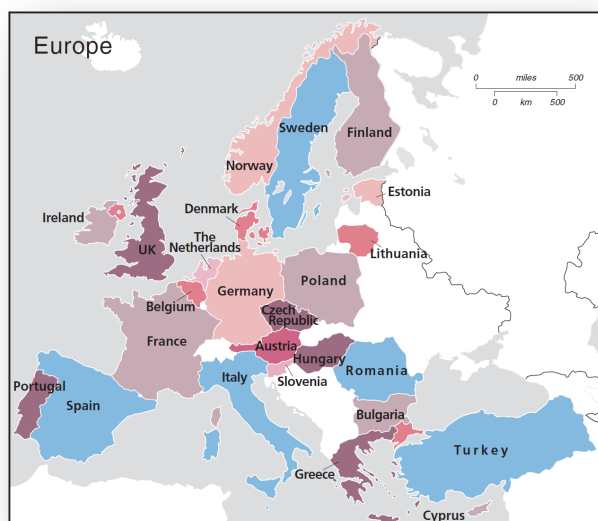 Europe
0 miles 500
0 km 500
Sweden
Finland
Norway
Estonia
Denmark
Ireland
The
Netherlands
UK
Lithuania
Poland
Germany
Belgium
Czech
Republic
France
Austria
Hungary
Romania
Italy
Slovenia
Portugal
Spain
Bulgaria
Turkey
Greece
Cyprus